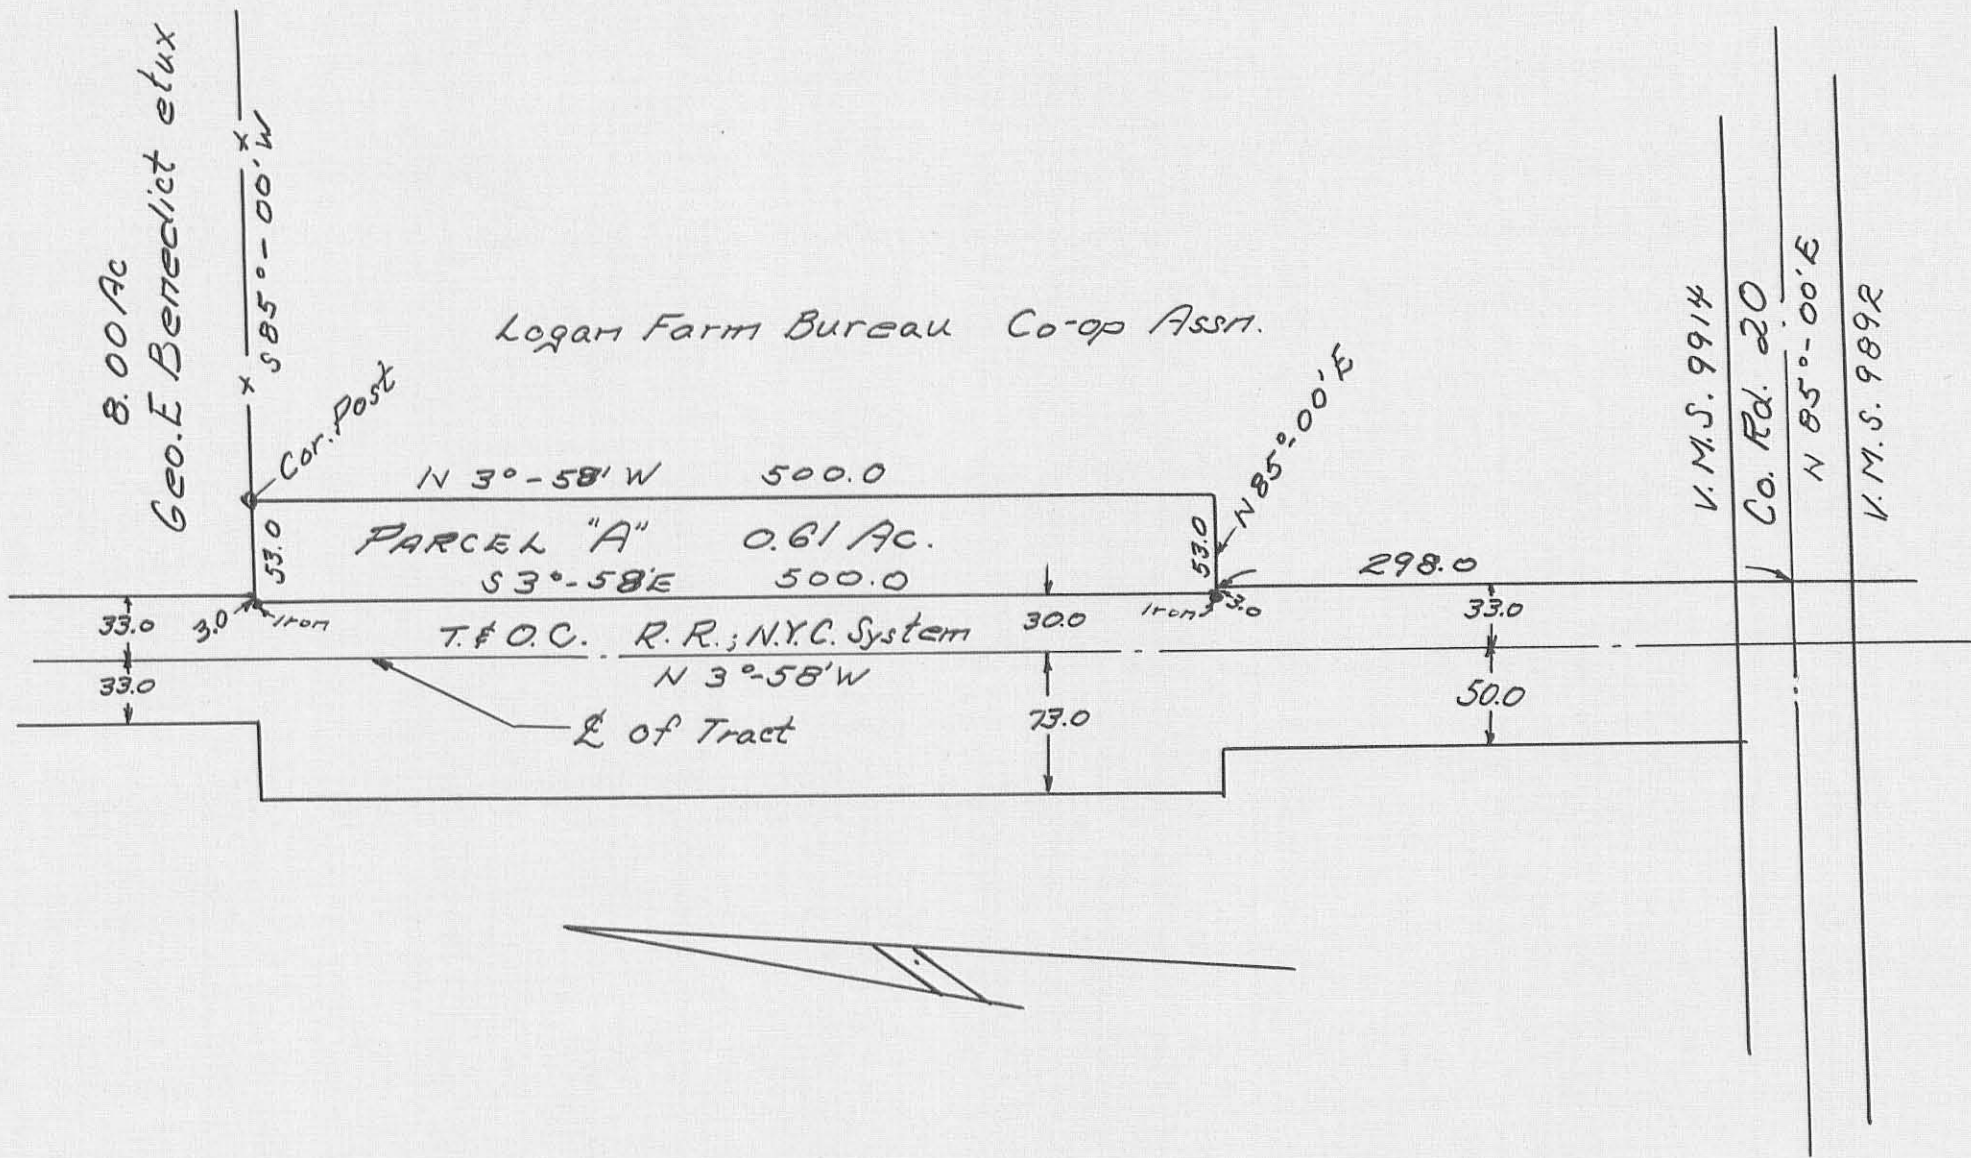 8.00 Ac
Geo. E Benedict etux
S 85°-00' W
Cor. Post
Logan Farm Bureau Co-op Assn.
N 3°-58' W 500.0
53.0
PARCEL "A" 0.61 Ac.
S 3°-58'E 500.0
53.0
N 85°-00' E
298.0
33.0
3.0
Iron
T. & O. C. R. R.; N.Y.C. System
30.0
Iron
3.0
33.0
33.0
N 3°-58' W
℄ of Tract
73.0
50.0
V. M. S. 9914
Co. Rd. 20
N 85°-00' E
V. M. S. 9892